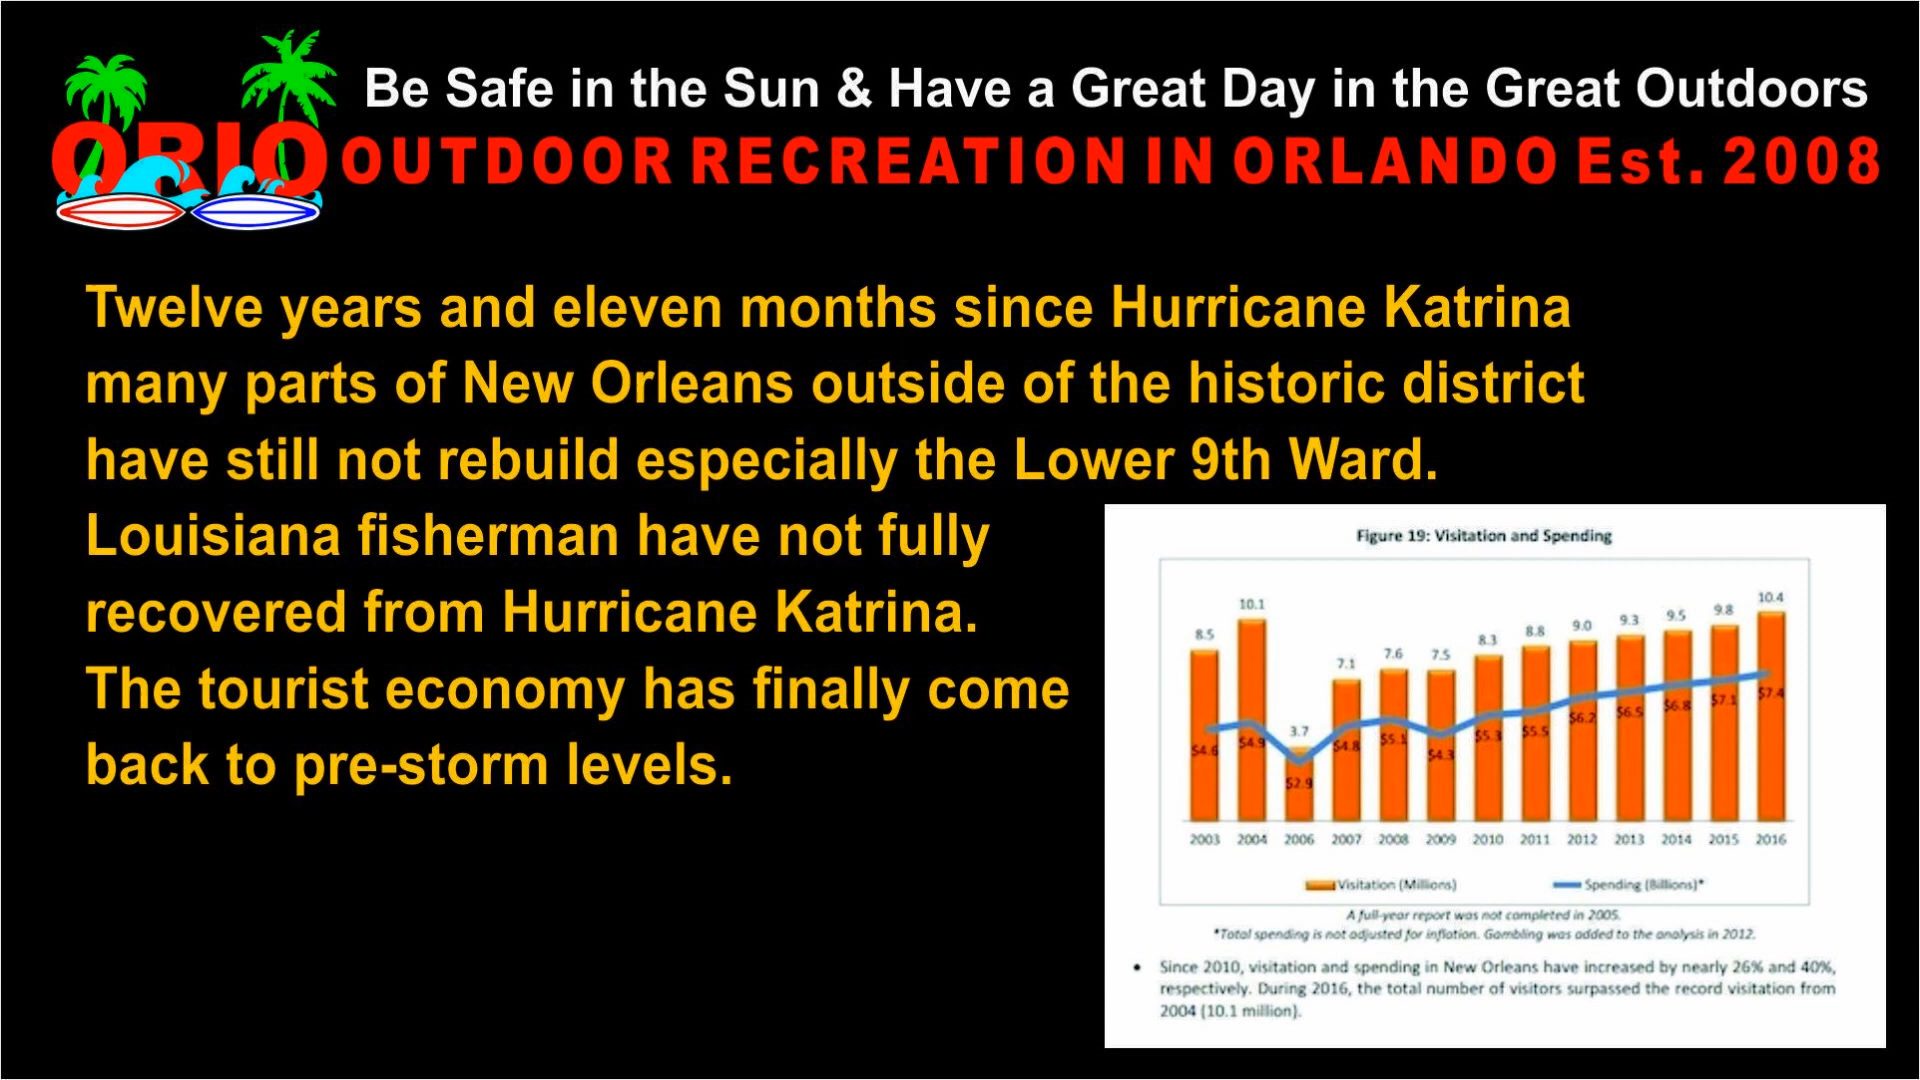 Be Safe in the Sun & Have a Great Day in the Great Outdoors
ORIO OUTDOOR RECREATION IN ORLANDO Est. 2008
Twelve years and eleven months since Hurricane Katrina
many parts of New Orleans outside of the historic district
have still not rebuild especially the Lower 9th Ward.
Louisiana fisherman have not fully
recovered from Hurricane Katrina.
The tourist economy has finally come
back to pre-storm levels.
Figure 19: Visitation and Spending
8.5 10.1 3.7 7.1 7.6 7.5 8.3 8.8 9.0 9.3 9.5 9.8 10.4
$4.6 $4.9 $2.9 $4.8 $5.1 $4.3 $5.3 $5.5 $6.2 $6.5 $6.8 $7.1 $7.4
2003 2004 2006 2007 2008 2009 2010 2011 2012 2013 2014 2015 2016
Visitation (Millions) Spending (Billions)*
A full-year report was not completed in 2005.
*Total spending is not adjusted for inflation. Gambling was added to the analysis in 2012.
• Since 2010, visitation and spending in New Orleans have increased by nearly 26% and 40%,
respectively. During 2016, the total number of visitors surpassed the record visitation from
2004 (10.1 million).